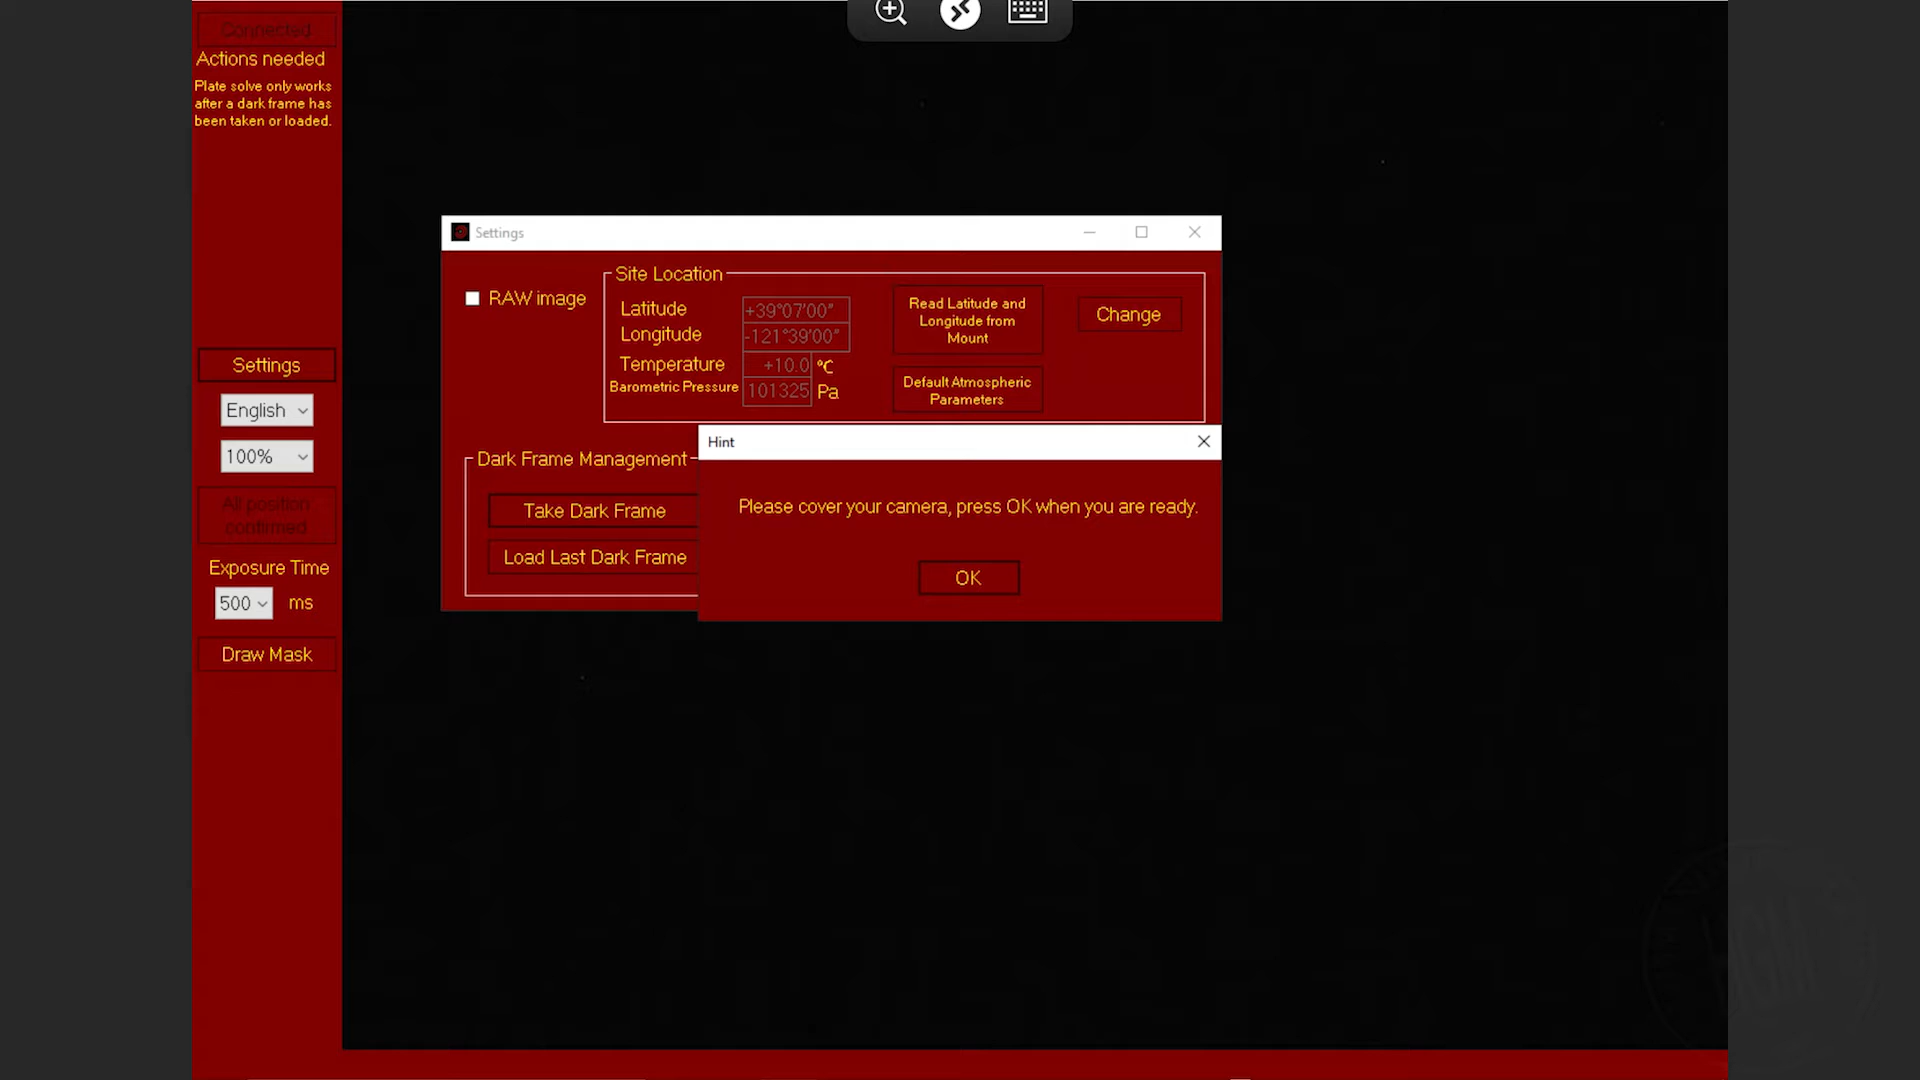 Connected
Actions needed
Plate solve only works
after a dark frame has
been taken or loaded.
Settings
English
100%
All position
confirmed
Exposure Time
500 ms
Draw Mask
Settings
RAW image
Site Location
Latitude +39°07'00"
Longitude -121°39'00"
Temperature +10.0 °C
Barometric Pressure 101325 Pa
Read Latitude and
Longitude from
Mount
Default Atmospheric
Parameters
Change
Dark Frame Management
Take Dark Frame
Load Last Dark Frame
Hint
Please cover your camera, press OK when you are ready.
OK